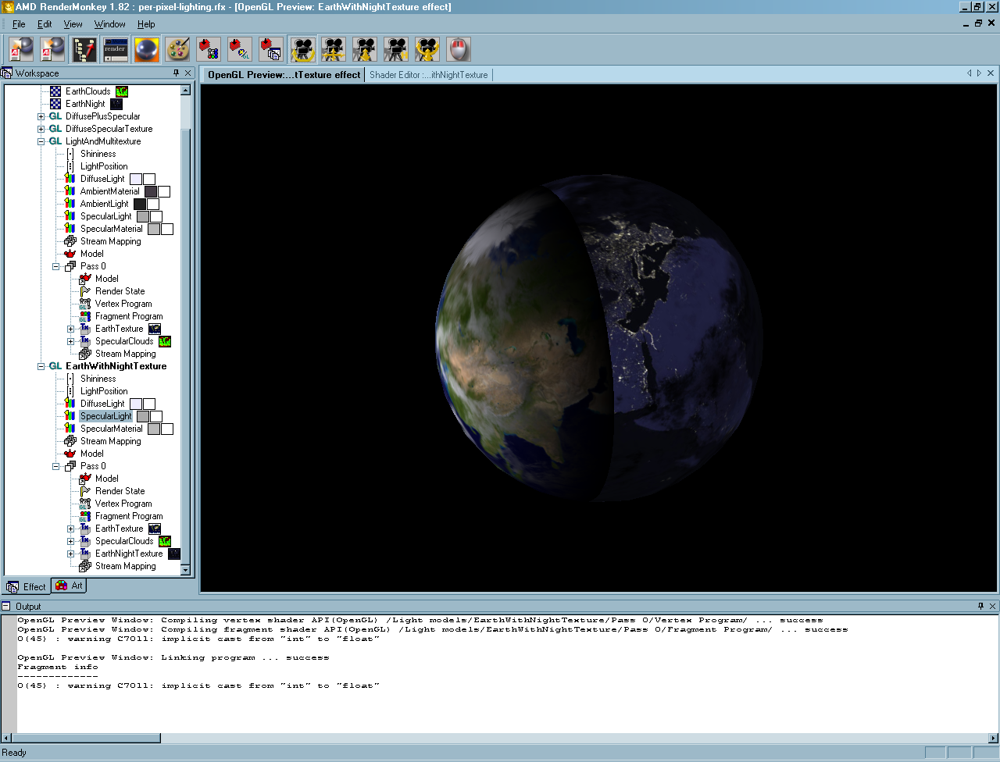 AMD RenderMonkey 1.82 : per-pixel-lighting.rfx - [OpenGL Preview: EarthWithNightTexture effect]
File Edit View Window Help
render
Workspace
OpenGL Preview:...tTexture effect Shader Editor :...ithNightTexture
EarthClouds
EarthNight
GL DiffusePlusSpecular
GL DiffuseSpecularTexture
GL LightAndMultitexture
Shininess
LightPosition
DiffuseLight
AmbientMaterial
AmbientLight
SpecularLight
SpecularMaterial
Stream Mapping
Model
Pass 0
Model
Render State
Vertex Program
Fragment Program
EarthTexture
SpecularClouds
Stream Mapping
GL EarthWithNightTexture
Shininess
LightPosition
DiffuseLight
SpecularLight
SpecularMaterial
Stream Mapping
Model
Pass 0
Model
Render State
Vertex Program
Fragment Program
EarthTexture
SpecularClouds
EarthNightTexture
Stream Mapping
Effect Art
Output
OpenGL Preview Window: Compiling vertex shader API(OpenGL) /Light models/EarthWithNightTexture/Pass 0/Vertex Program/ ... success
OpenGL Preview Window: Compiling fragment shader API(OpenGL) /Light models/EarthWithNightTexture/Pass 0/Fragment Program/ ... success
0(45) : warning C7011: implicit cast from "int" to "float"
OpenGL Preview Window: Linking program ... success
Fragment info
-------------
0(45) : warning C7011: implicit cast from "int" to "float"
Ready